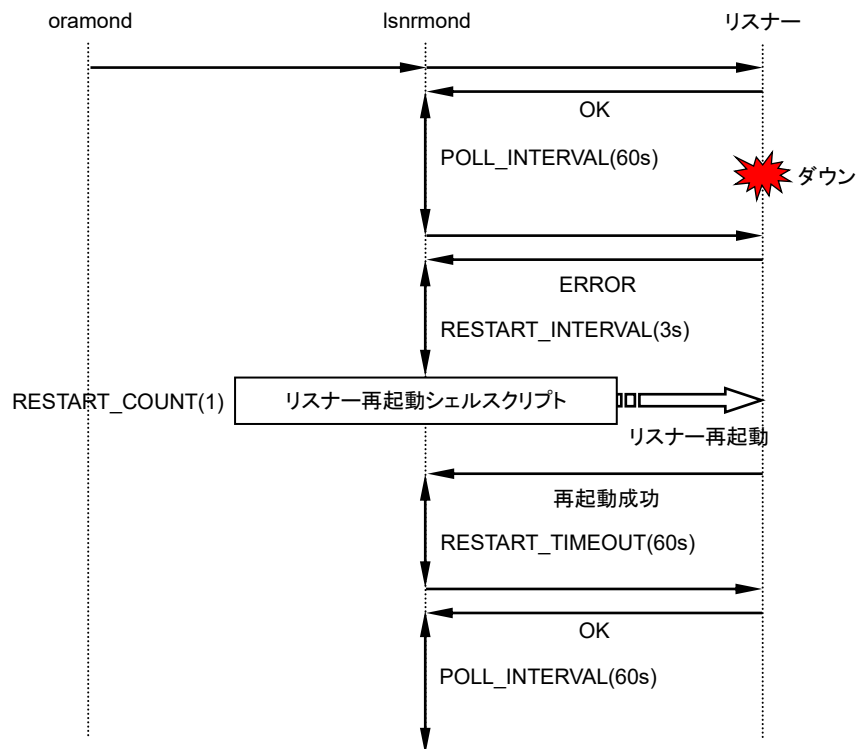 oramond lsnrmond リスナー
OK
POLL_INTERVAL(60s)
ダウン
ERROR
RESTART_INTERVAL(3s)
RESTART_COUNT(1) リスナー再起動シェルスクリプト
リスナー再起動
再起動成功
RESTART_TIMEOUT(60s)
OK
POLL_INTERVAL(60s)